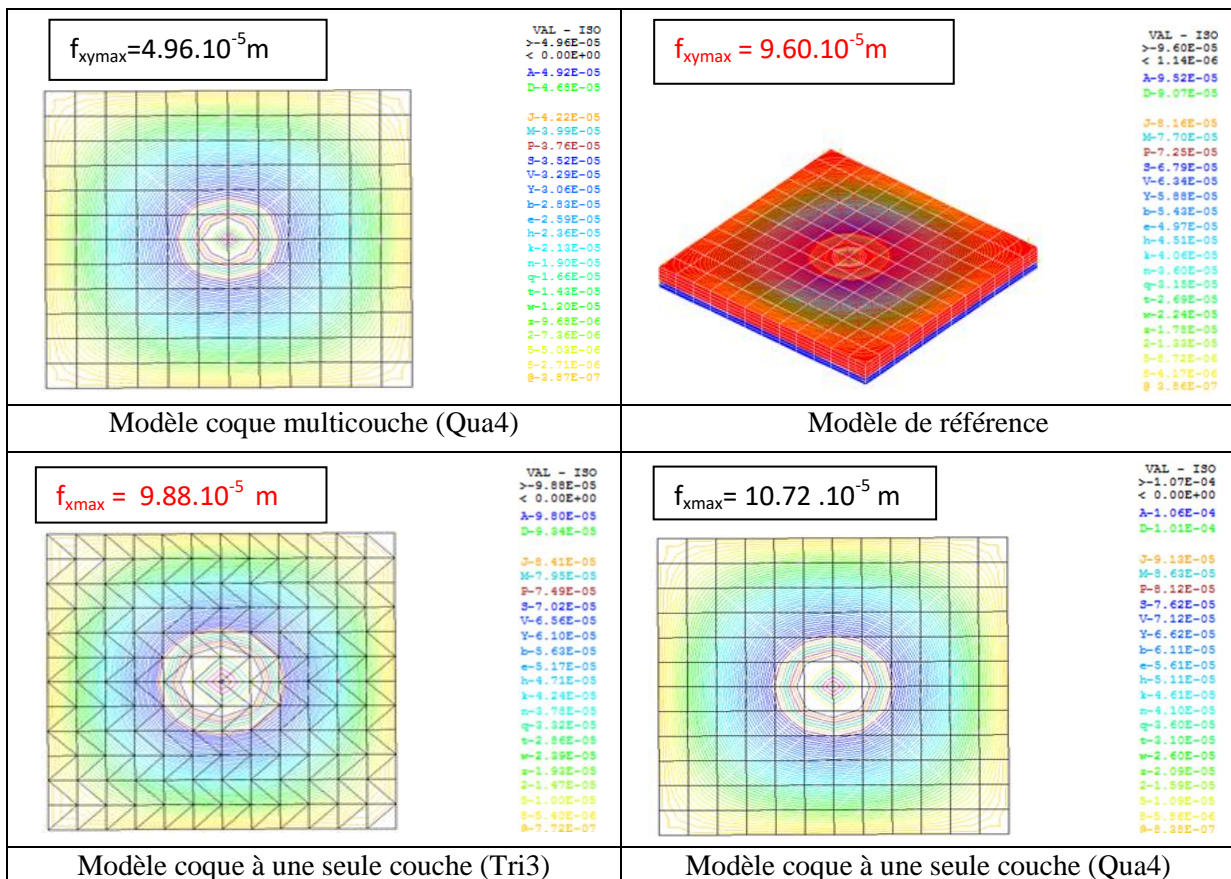 f_xymax=4.96.10^-5 m
VAL - ISO
>-4.96E-05
< 0.00E+00
A-4.92E-05
D-4.68E-05
J-4.22E-05
M-3.99E-05
P-3.76E-05
S-3.52E-05
V-3.29E-05
Y-3.06E-05
b-2.83E-05
e-2.59E-05
h-2.36E-05
k-2.13E-05
n-1.90E-05
q-1.66E-05
t-1.43E-05
w-1.20E-05
z-9.68E-06
2-7.36E-06
5-5.03E-06
8-2.71E-06
@-3.87E-07
Modèle coque multicouche (Qua4)
f_xymax = 9.60.10^-5 m
VAL - ISO
>-9.60E-05
< 1.14E-06
A-9.52E-05
D-9.07E-05
J-8.16E-05
M-7.70E-05
P-7.25E-05
S-6.79E-05
V-6.34E-05
Y-5.88E-05
b-5.43E-05
e-4.97E-05
h-4.51E-05
k-4.06E-05
n-3.60E-05
q-3.15E-05
t-2.69E-05
w-2.24E-05
z-1.78E-05
2-1.33E-05
5-8.72E-06
8-4.17E-06
@ 3.86E-07
Modèle de référence
f_xmax = 9.88.10^-5 m
VAL - ISO
>-9.88E-05
< 0.00E+00
A-9.80E-05
D-9.34E-05
J-8.41E-05
M-7.95E-05
P-7.49E-05
S-7.02E-05
V-6.56E-05
Y-6.10E-05
b-5.63E-05
e-5.17E-05
h-4.71E-05
k-4.24E-05
n-3.78E-05
q-3.32E-05
t-2.86E-05
w-2.39E-05
z-1.93E-05
2-1.47E-05
5-1.00E-05
8-5.40E-06
@-7.72E-07
Modèle coque à une seule couche (Tri3)
f_xmax= 10.72 .10^-5 m
VAL - ISO
>-1.07E-04
< 0.00E+00
A-1.06E-04
D-1.01E-04
J-9.13E-05
M-8.63E-05
P-8.12E-05
S-7.62E-05
V-7.12E-05
Y-6.62E-05
b-6.11E-05
e-5.61E-05
h-5.11E-05
k-4.61E-05
n-4.10E-05
q-3.60E-05
t-3.10E-05
w-2.60E-05
z-2.09E-05
2-1.59E-05
5-1.09E-05
8-5.86E-06
@-8.38E-07
Modèle coque à une seule couche (Qua4)